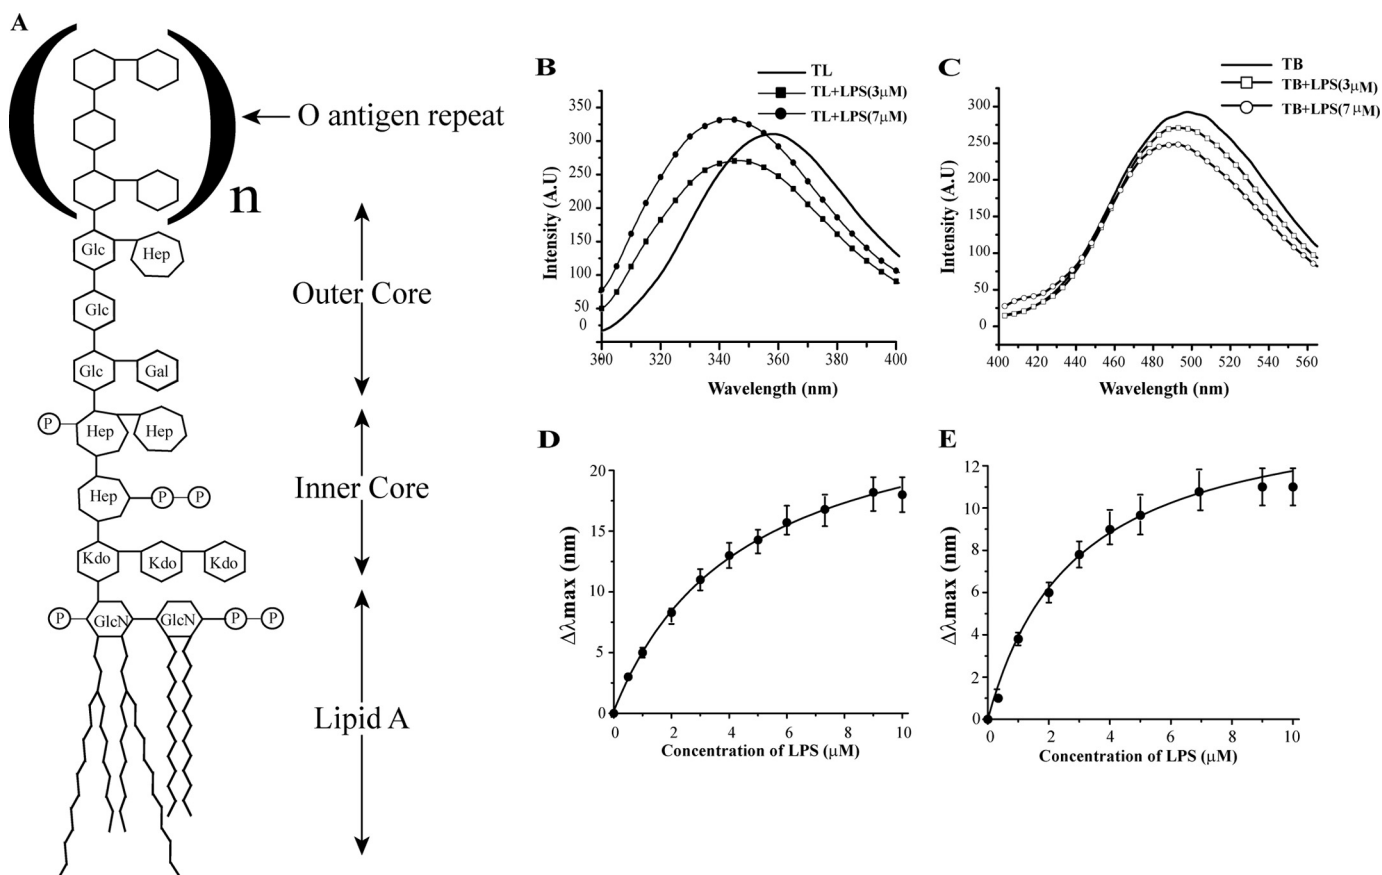 A
O antigen repeat
n
Glc
Hep
Glc
Outer Core
Glc
Gal
P
Hep
Hep
Hep
P
P
Inner Core
Kdo
Kdo
Kdo
P
GlcN
GlcN
P
P
Lipid A
B
TL
TL+LPS(3μM)
TL+LPS(7μM)
Intensity (A.U)
350
300
250
200
150
100
50
0
300
320
340
360
380
400
Wavelength (nm)
C
TB
TB+LPS(3μM)
TB+LPS(7μM)
Intensity (A.U)
300
250
200
150
100
50
0
400
420
440
460
480
500
520
540
560
Wavelength (nm)
D
Δλmax (nm)
20
15
10
5
0
0
2
4
6
8
10
Concentration of LPS (μM)
E
Δλmax (nm)
12
10
8
6
4
2
0
0
2
4
6
8
10
Concentration of LPS (μM)